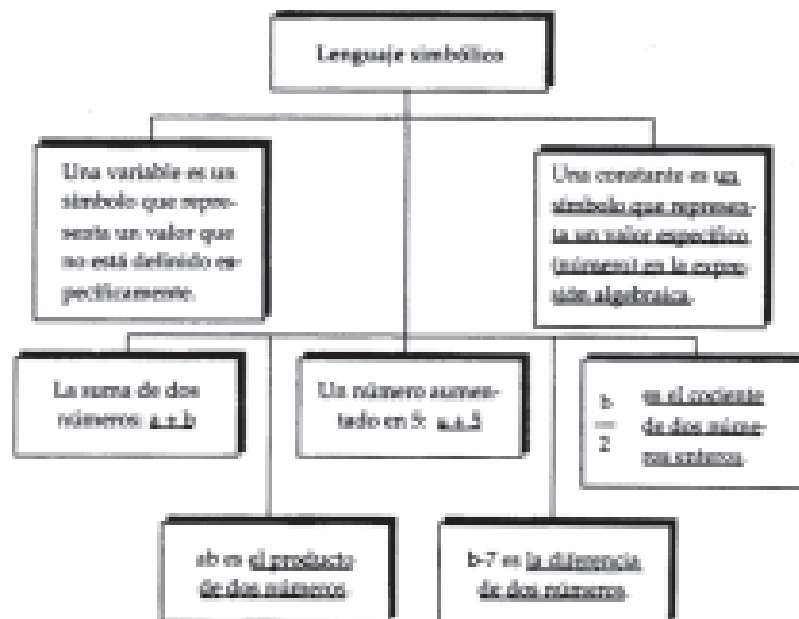 Lenguaje simbólico
Una variable es un
símbolo que repre-
senta un valor que
no está definido es-
pecíficamente.
Una constante es un
símbolo que represen-
ta un valor específico
(número) en la expre-
sión algebraica.
La suma de dos
números: a + b
Un número aumen-
tado en 5: a + 5
b
2
es el cociente
de dos núme-
ros enteros.
ab es el producto
de dos números.
b-7 es la diferencia
de dos números.